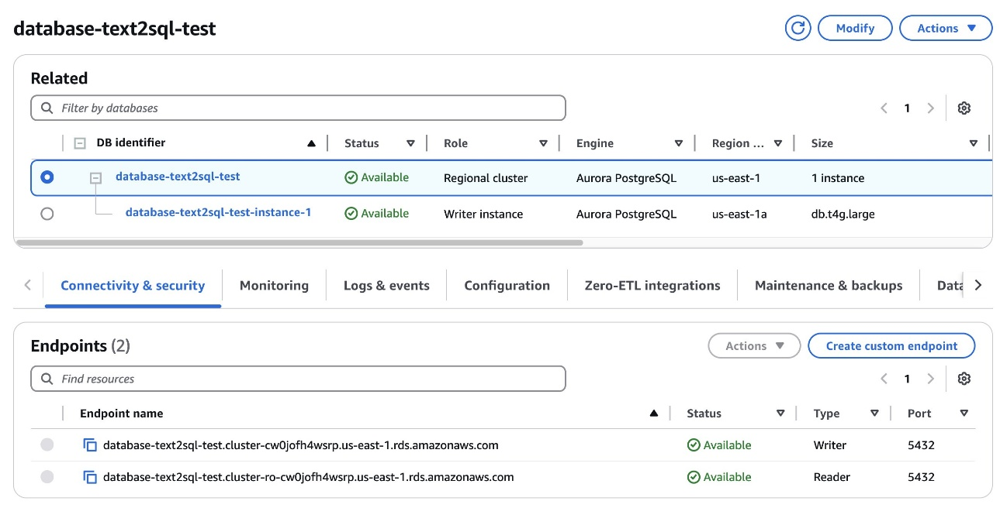 database-text2sql-test
Modify
Actions
Related
Filter by databases
1
DB identifier Status Role Engine Region ... Size
database-text2sql-test Available Regional cluster Aurora PostgreSQL us-east-1 1 instance
database-text2sql-test-instance-1 Available Writer instance Aurora PostgreSQL us-east-1a db.t4g.large
Connectivity & security Monitoring Logs & events Configuration Zero-ETL integrations Maintenance & backups Data
Endpoints (2)
Actions
Create custom endpoint
Find resources
1
Endpoint name Status Type Port
database-text2sql-test.cluster-cw0jofh4wsrp.us-east-1.rds.amazonaws.com Available Writer 5432
database-text2sql-test.cluster-ro-cw0jofh4wsrp.us-east-1.rds.amazonaws.com Available Reader 5432